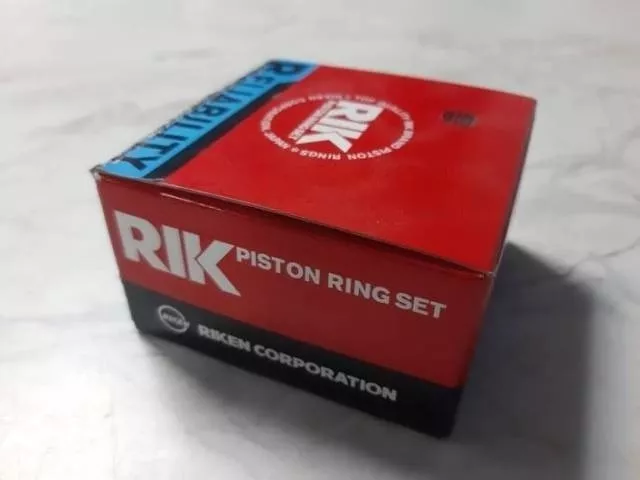 RELIABILITY
RIK
RIK PISTON RING SET
RIKEN CORPORATION